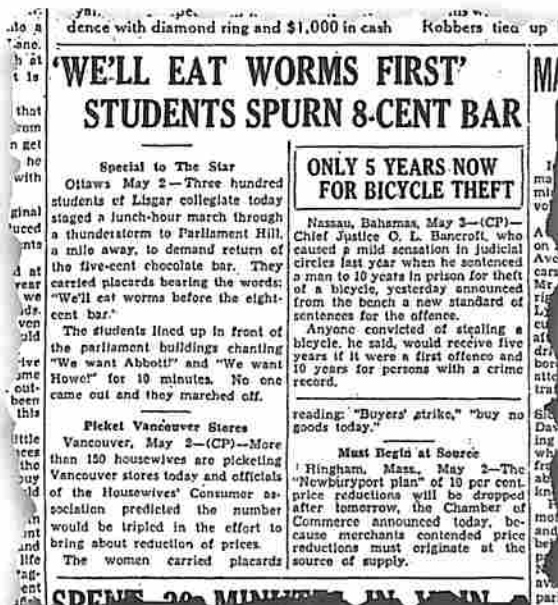 dence with diamond ring and $1,000 in cash
Robbers tied up
'WE'LL EAT WORMS FIRST'
STUDENTS SPURN 8-CENT BAR
Special to The Star
Ottawa May 2—Three hundred
students of Lisgar collegiate today
staged a lunch-hour march through
a thunderstorm to Parliament Hill,
a mile away, to demand return of
the five-cent chocolate bar. They
carried placards bearing the words:
"We'll eat worms before the eight-
cent bar."
The students lined up in front of
the parliament buildings chanting
"We want Abbott!" and "We want
Howe!" for 10 minutes. No one
came out and they marched off.
Picket Vancouver Stores
Vancouver, May 2—(CP)—More
than 150 housewives are picketing
Vancouver stores today and officials
of the Housewives' Consumer as-
sociation predicted the number
would be tripled in the effort to
bring about reduction of prices.
The women carried placards
reading: "Buyers' strike," "buy no
goods today."
Must Begin at Source
Hingham, Mass., May 2—The
"Newburyport plan" of 10 per cent.
price reductions will be dropped
after tomorrow, the Chamber of
Commerce announced today, be-
cause merchants contended price
reductions must originate at the
source of supply.
ONLY 5 YEARS NOW
FOR BICYCLE THEFT
Nassau, Bahamas, May 2—(CP)—
Chief Justice O. L. Bancroft, who
caused a mild sensation in judicial
circles last year when he sentenced
a man to 10 years in prison for theft
of a bicycle, yesterday announced
from the bench a new standard of
sentences for the offence.
Anyone convicted of stealing a
bicycle, he said, would receive five
years if it were a first offence and
10 years for persons with a crime
record.